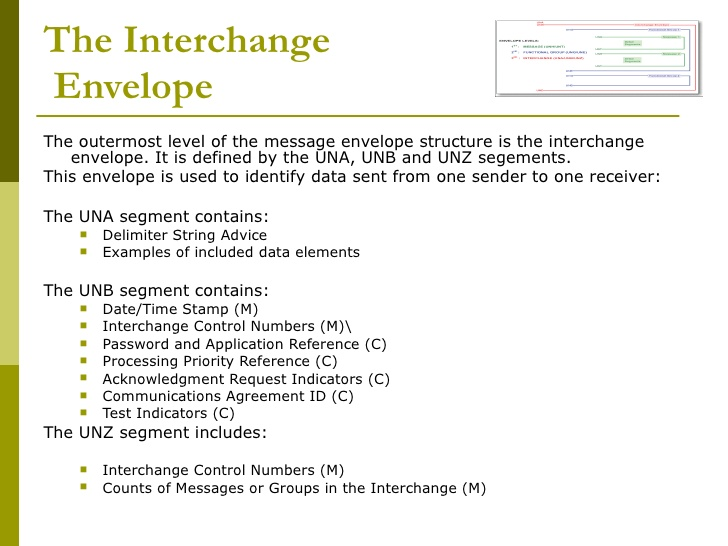 The Interchange
Envelope
ENVELOPE LEVELS:
The outermost level of the message envelope structure is the interchange
envelope. It is defined by the UNA, UNB and UNZ segements.
This envelope is used to identify data sent from one sender to one receiver:
The UNA segment contains:
Delimiter String Advice
Examples of included data elements
The UNB segment contains:
Date/Time Stamp (M)
Interchange Control Numbers (M)\
Password and Application Reference (C)
Processing Priority Reference (C)
Acknowledgment Request Indicators (C)
Communications Agreement ID (C)
Test Indicators (C)
The UNZ segment includes:
Interchange Control Numbers (M)
Counts of Messages or Groups in the Interchange (M)